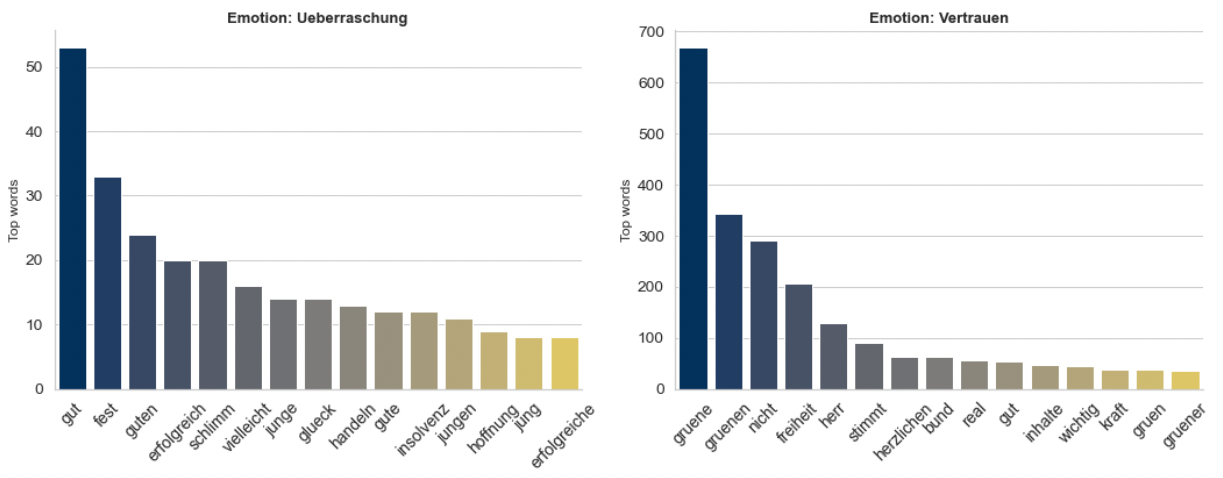 Emotion: Ueberraschung
Top words
50
40
30
20
10
0
gut
fest
guten
erfolgreich
schlimm
vielleicht
junge
glueck
handeln
gute
insolvenz
jungen
hoffnung
jung
erfolgreiche
Emotion: Vertrauen
Top words
700
600
500
400
300
200
100
0
gruene
gruenen
nicht
freiheit
herr
stimmt
herzlichen
bund
real
gut
inhalte
wichtig
kraft
gruen
gruener